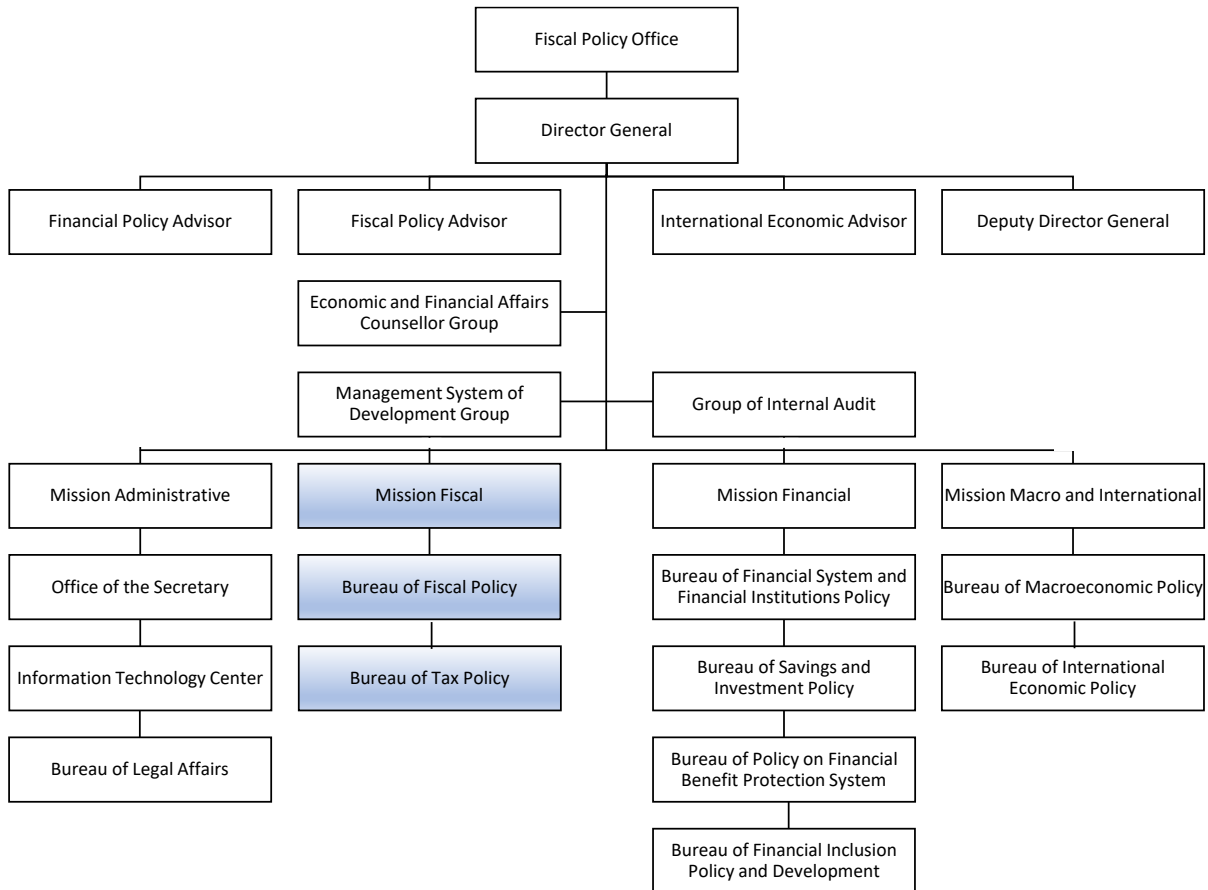 Fiscal Policy Office
Director General
Financial Policy Advisor
Fiscal Policy Advisor
International Economic Advisor
Deputy Director General
Economic and Financial Affairs
Counsellor Group
Management System of
Development Group
Group of Internal Audit
Mission Administrative
Mission Fiscal
Mission Financial
Mission Macro and International
Office of the Secretary
Bureau of Fiscal Policy
Bureau of Financial System and
Financial Institutions Policy
Bureau of Macroeconomic Policy
Information Technology Center
Bureau of Tax Policy
Bureau of Savings and
Investment Policy
Bureau of International
Economic Policy
Bureau of Legal Affairs
Bureau of Policy on Financial
Benefit Protection System
Bureau of Financial Inclusion
Policy and Development